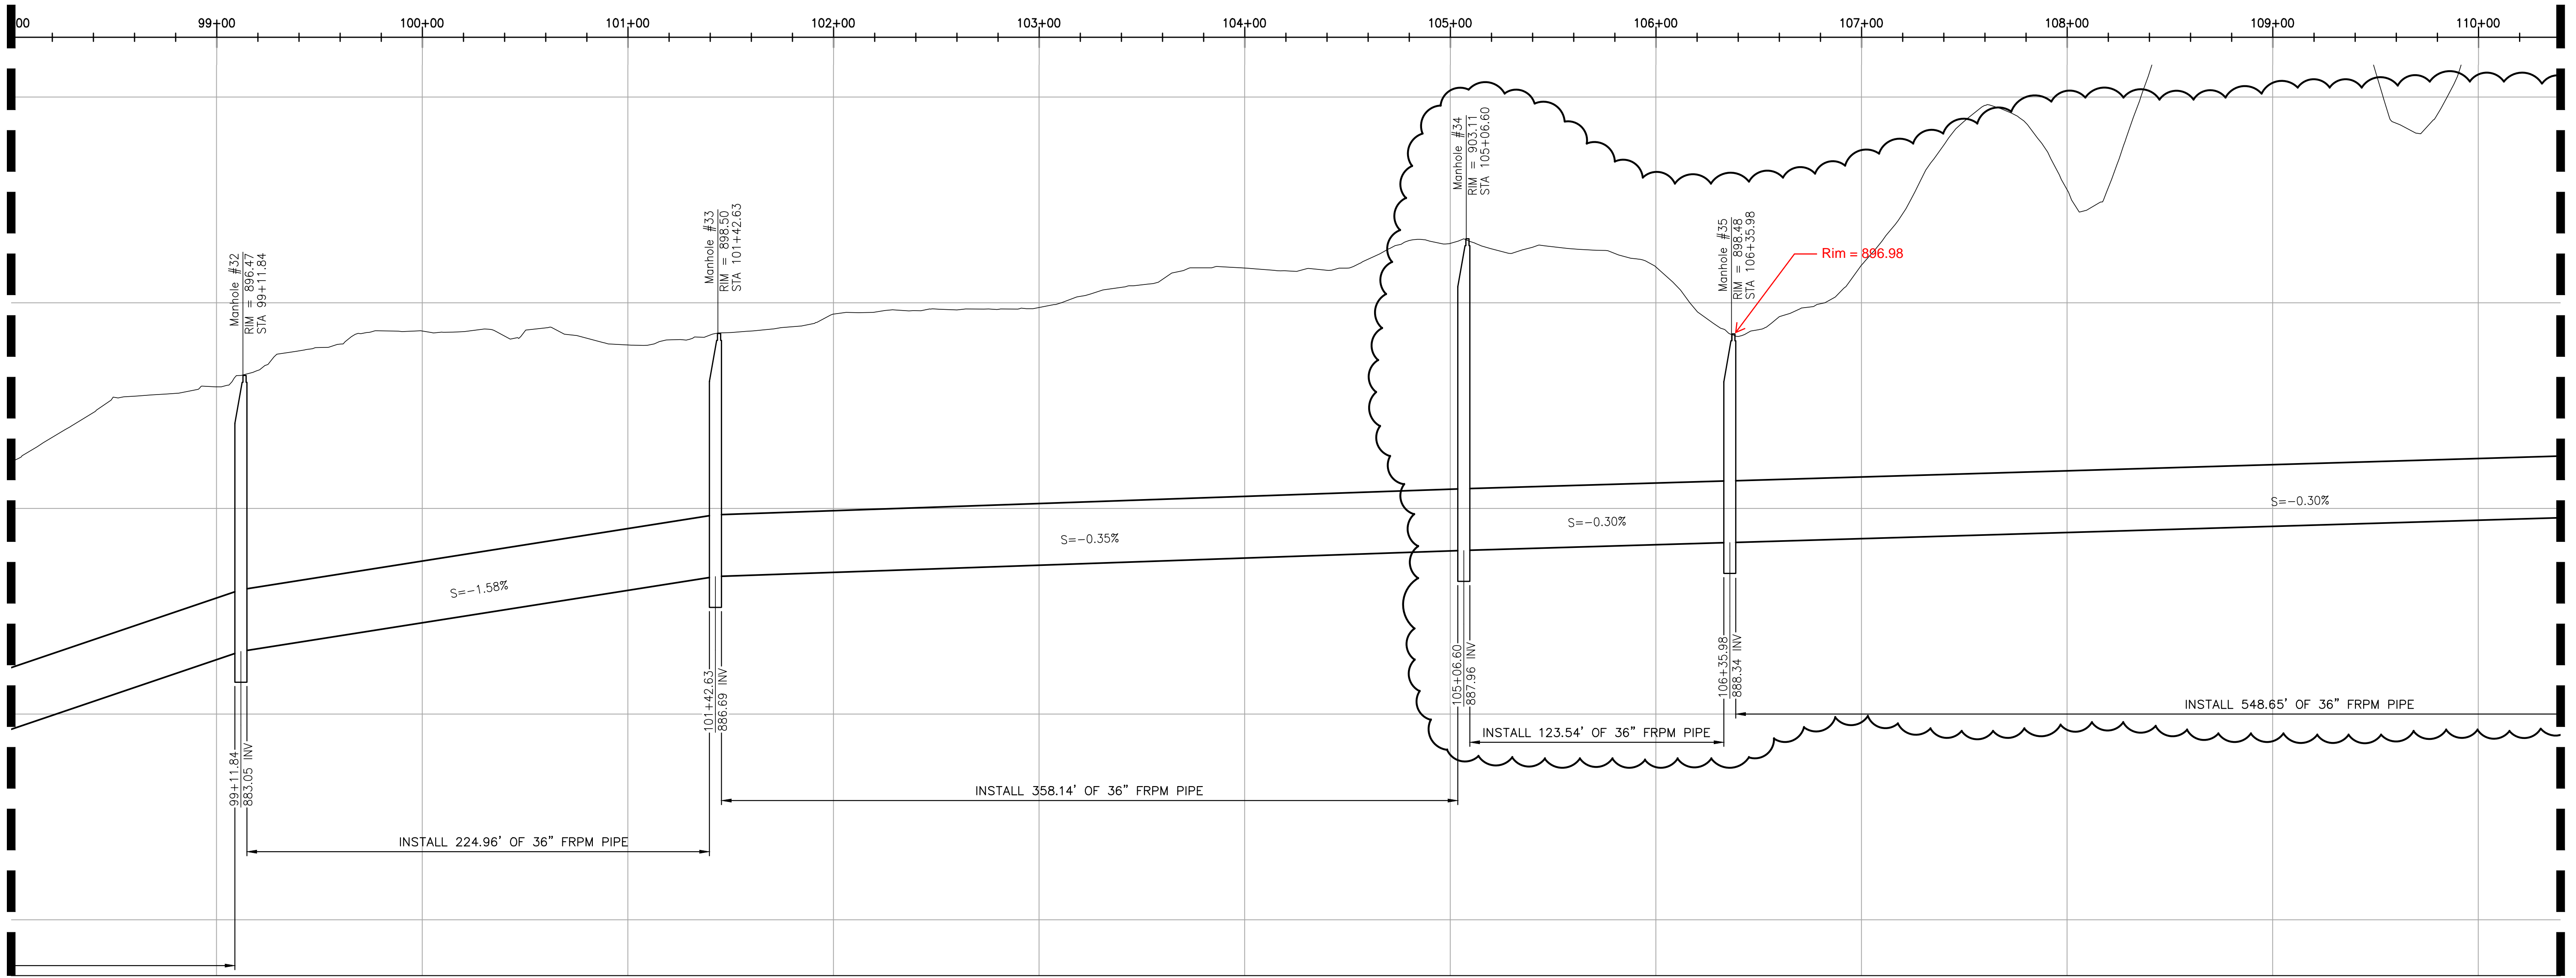 00
99+00
100+00
101+00
102+00
103+00
104+00
105+00
106+00
107+00
108+00
109+00
110+00
Manhole #32
RIM = 896.47
STA 99+11.84
Manhole #33
RIM = 898.50
STA 101+42.63
Manhole #34
RIM = 903.11
STA 105+06.60
Manhole #35
RIM = 898.48
STA 106+35.98
Rim = 896.98
S=-1.58%
S=-0.35%
S=-0.30%
S=-0.30%
99+11.84
883.05 INV
101+42.63
886.69 INV
105+06.60
887.96 INV
106+35.98
888.34 INV
INSTALL 548.65' OF 36" FRPM PIPE
INSTALL 123.54' OF 36" FRPM PIPE
INSTALL 358.14' OF 36" FRPM PIPE
INSTALL 224.96' OF 36" FRPM PIPE